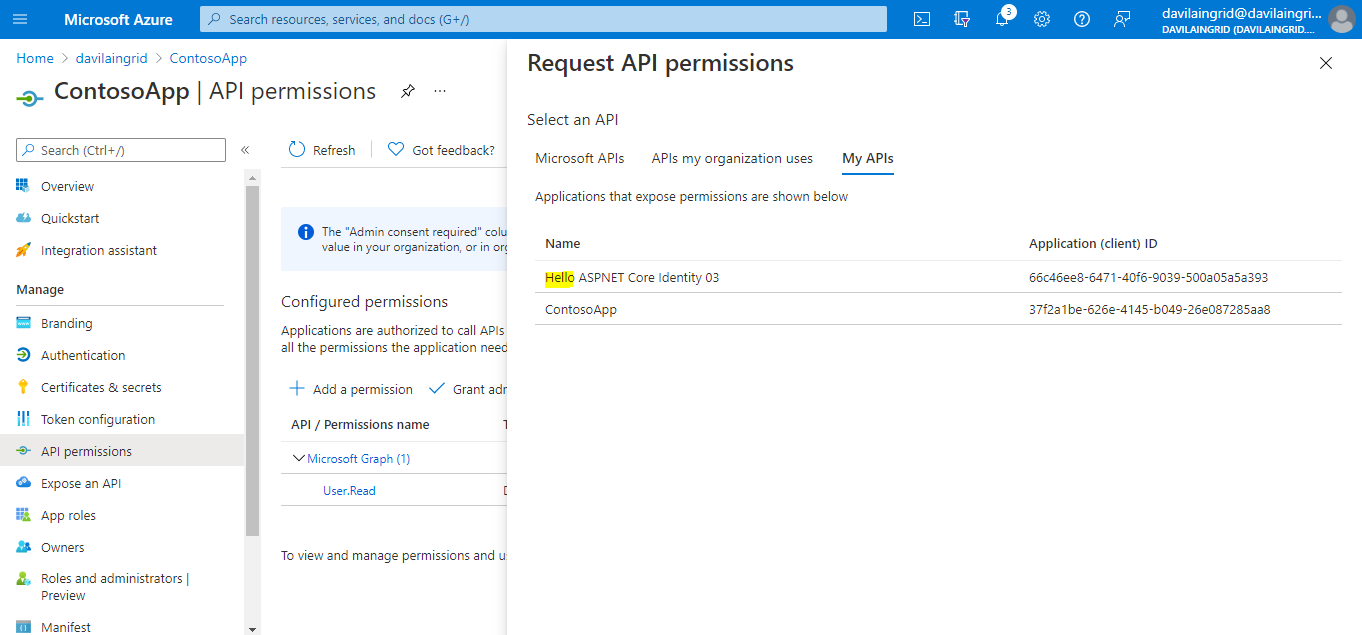 Microsoft Azure
Search resources, services, and docs (G+/)
3
davilaingrid@davilaingri...
DAVILAINGRID (DAVILAINGRID....
Home > davilaingrid > ContosoApp
ContosoApp | API permissions
...
Search (Ctrl+/)
«
Overview
Quickstart
Integration assistant
Manage
Branding
Authentication
Certificates & secrets
Token configuration
API permissions
Expose an API
App roles
Owners
Roles and administrators |
Preview
Manifest
Refresh
Got feedback?
The "Admin consent required" colu
value in your organization, or in org
Configured permissions
Applications are authorized to call APIs
all the permissions the application need
Add a permission
Grant adr
API / Permissions name
Microsoft Graph (1)
User.Read
To view and manage permissions and us
Request API permissions
Select an API
Microsoft APIs
APIs my organization uses
My APIs
Applications that expose permissions are shown below
Name
Application (client) ID
Hello ASPNET Core Identity 03
66c46ee8-6471-40f6-9039-500a05a5a393
ContosoApp
37f2a1be-626e-4145-b049-26e087285aa8